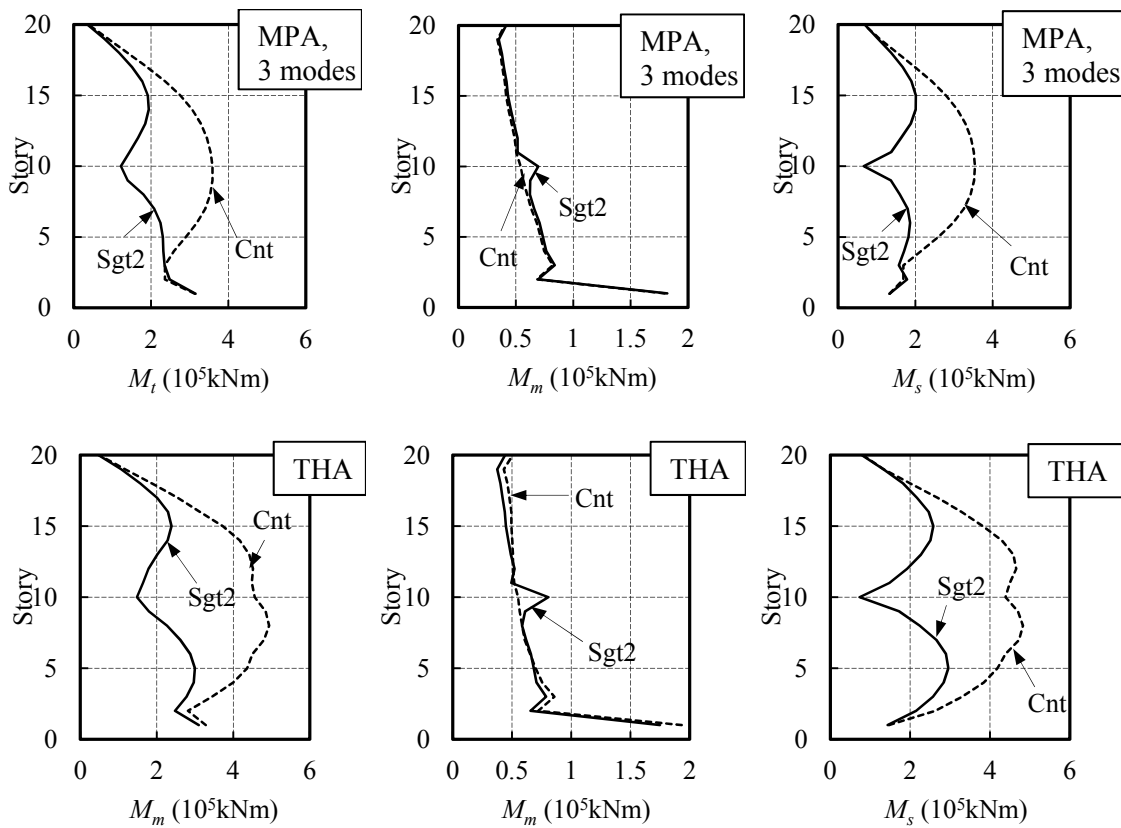 20
15
10
5
0
Story
MPA,
3 modes
Sgt2
Cnt
0 2 4 6
Mt (10⁵kNm)
20
15
10
5
0
Story
MPA,
3 modes
Sgt2
Cnt
0 0.5 1 1.5 2
Mm (10⁵kNm)
20
15
10
5
0
Story
MPA,
3 modes
Sgt2
Cnt
0 2 4 6
Ms (10⁵kNm)
20
15
10
5
0
Story
THA
Cnt
Sgt2
0 2 4 6
Mm (10⁵kNm)
20
15
10
5
0
Story
THA
Cnt
Sgt2
0 0.5 1 1.5 2
Mm (10⁵kNm)
20
15
10
5
0
Story
THA
Sgt2
Cnt
0 2 4 6
Ms (10⁵kNm)